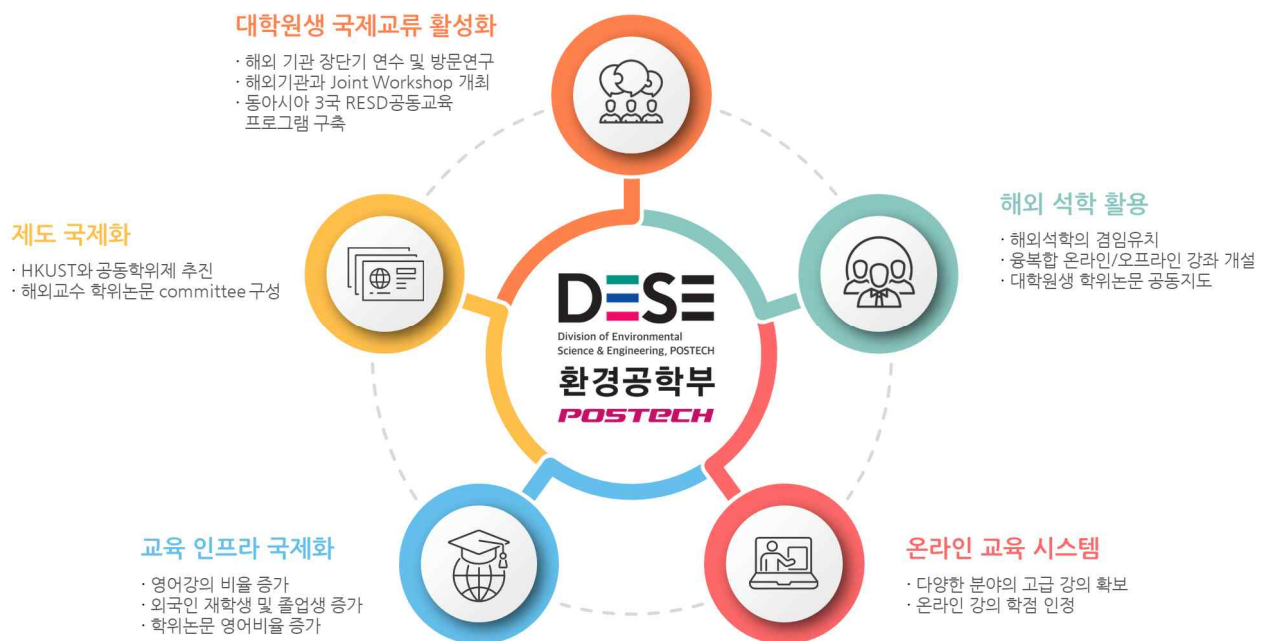 대학원생 국제교류 활성화
· 해외 기관 장단기 연수 및 방문연구
· 해외기관과 Joint Workshop 개최
· 동아시아 3국 RESD공동교육
프로그램 구축
해외 석학 활용
· 해외석학의 겸임유치
· 융복합 온라인/오프라인 강좌 개설
· 대학원생 학위논문 공동지도
제도 국제화
· HKUST와 공동학위제 추진
· 해외교수 학위논문 committee 구성
DESE
Division of Environmental
Science & Engineering, POSTECH
환경공학부
POSTECH
교육 인프라 국제화
· 영어강의 비율 증가
· 외국인 재학생 및 졸업생 증가
· 학위논문 영어비율 증가
온라인 교육 시스템
· 다양한 분야의 고급 강의 확보
· 온라인 강의 학점 인정